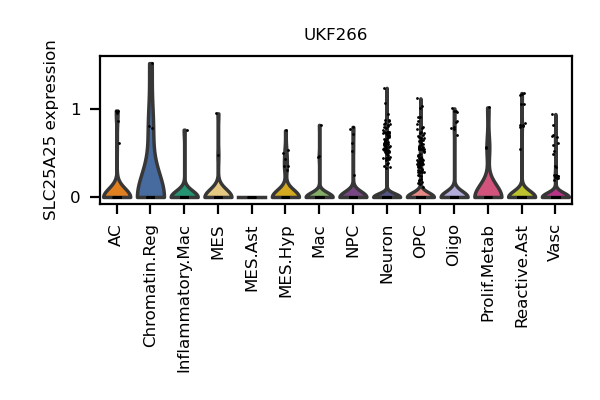 UKF266
SLC25A25 expression
1
0
AC
Chromatin.Reg
Inflammatory.Mac
MES
MES.Ast
MES.Hyp
Mac
NPC
Neuron
OPC
Oligo
Prolif.Metab
Reactive.Ast
Vasc